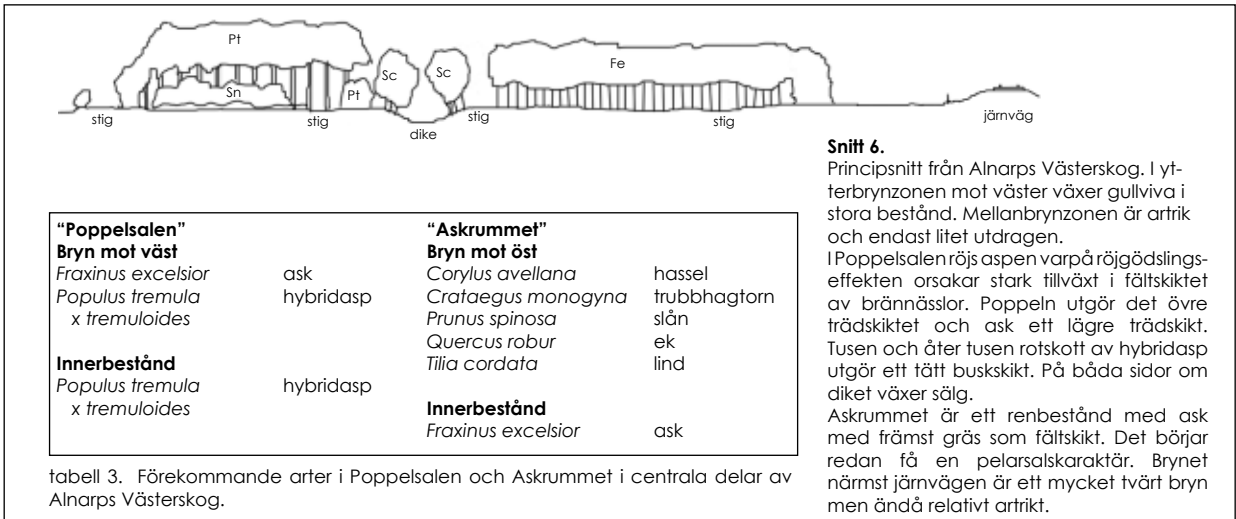 Pt
Fe
Sc
Sc
Sn
Pt
stig
stig
dike
stig
stig
järnväg
Snitt 6.
Principsnitt från Alnarps Västerskog. I yt-
terbrynzonen mot väster växer gullviva i
stora bestånd. Mellanbrynzonen är artrik
och endast litet utdragen.
I Poppelsalen röjs aspen varpå röjgödslings-
effekten orsakar stark tillväxt i fältskiktet
av brännässlor. Poppeln utgör det övre
trädskiktet och ask ett lägre trädskikt.
Tusen och åter tusen rotskott av hybridasp
utgör ett tätt buskskikt. På båda sidor om
diket växer sälg.
Askrummet är ett renbestånd med ask
med främst gräs som fältskikt. Det börjar
redan få en pelarsalskaraktär. Brynet
närmst järnvägen är ett mycket tvärt bryn
men ändå relativt artrikt.
"Poppelsalen"
Bryn mot väst
Fraxinus excelsior ask
Populus tremula hybridasp
x tremuloides
Innerbestånd
Populus tremula hybridasp
x tremuloides
"Askrummet"
Bryn mot öst
Corylus avellana hassel
Crataegus monogyna trubbhagtorn
Prunus spinosa slån
Quercus robur ek
Tilia cordata lind
Innerbestånd
Fraxinus excelsior ask
tabell 3. Förekommande arter i Poppelsalen och Askrummet i centrala delar av
Alnarps Västerskog.